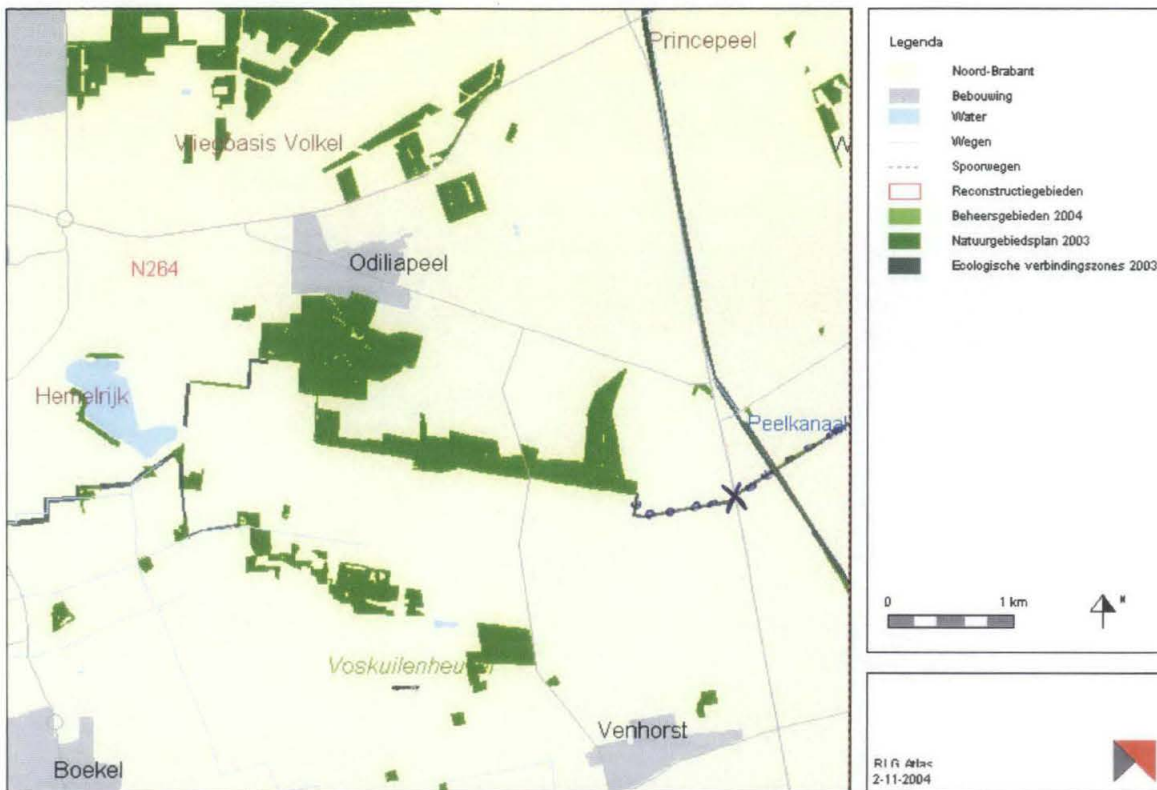 Princepeel
Vliegbasis Volkel
W
N264
Odiliapeel
Hemelrijk
Peelkanaal
Voskuilenheuvel
Venhorst
Boekel
Legenda
Noord-Brabant
Bebouwing
Water
Wegen
Spoorwegen
Reconstructiegebieden
Beheersgebieden 2004
Natuurgebiedsplan 2003
Ecologische verbindingszones 2003
0 1 km
N
RLG Atlas
2-11-2004